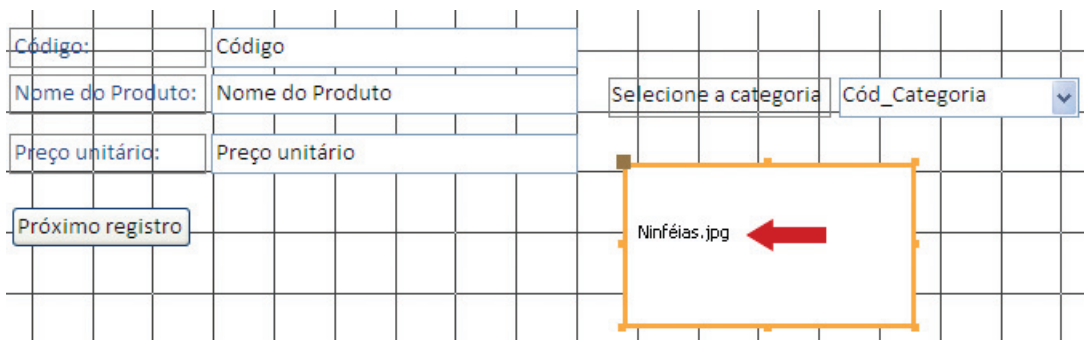 Código: Código
Nome do Produto: Nome do Produto
Selecione a categoria Cód_Categoria
Preço unitário: Preço unitário
Próximo registro
Ninféias.jpg